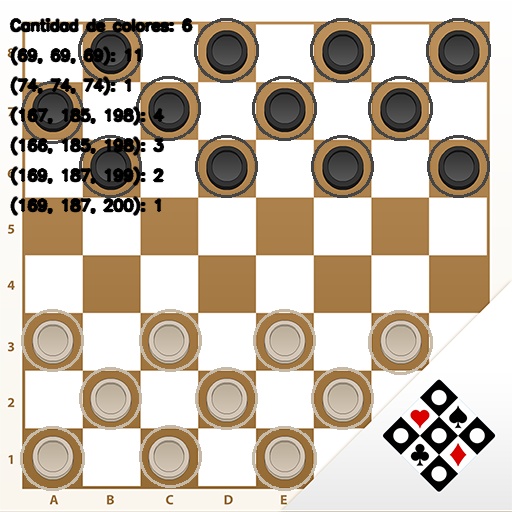 Cantidad de colores: 6
8
(69, 69, 69): 11
(74, 74, 74): 1
7
(167, 185, 198): 4
(166, 185, 198): 3
6
(169, 187, 199): 2
(169, 187, 200): 1
5
4
3
2
1
A B C D E